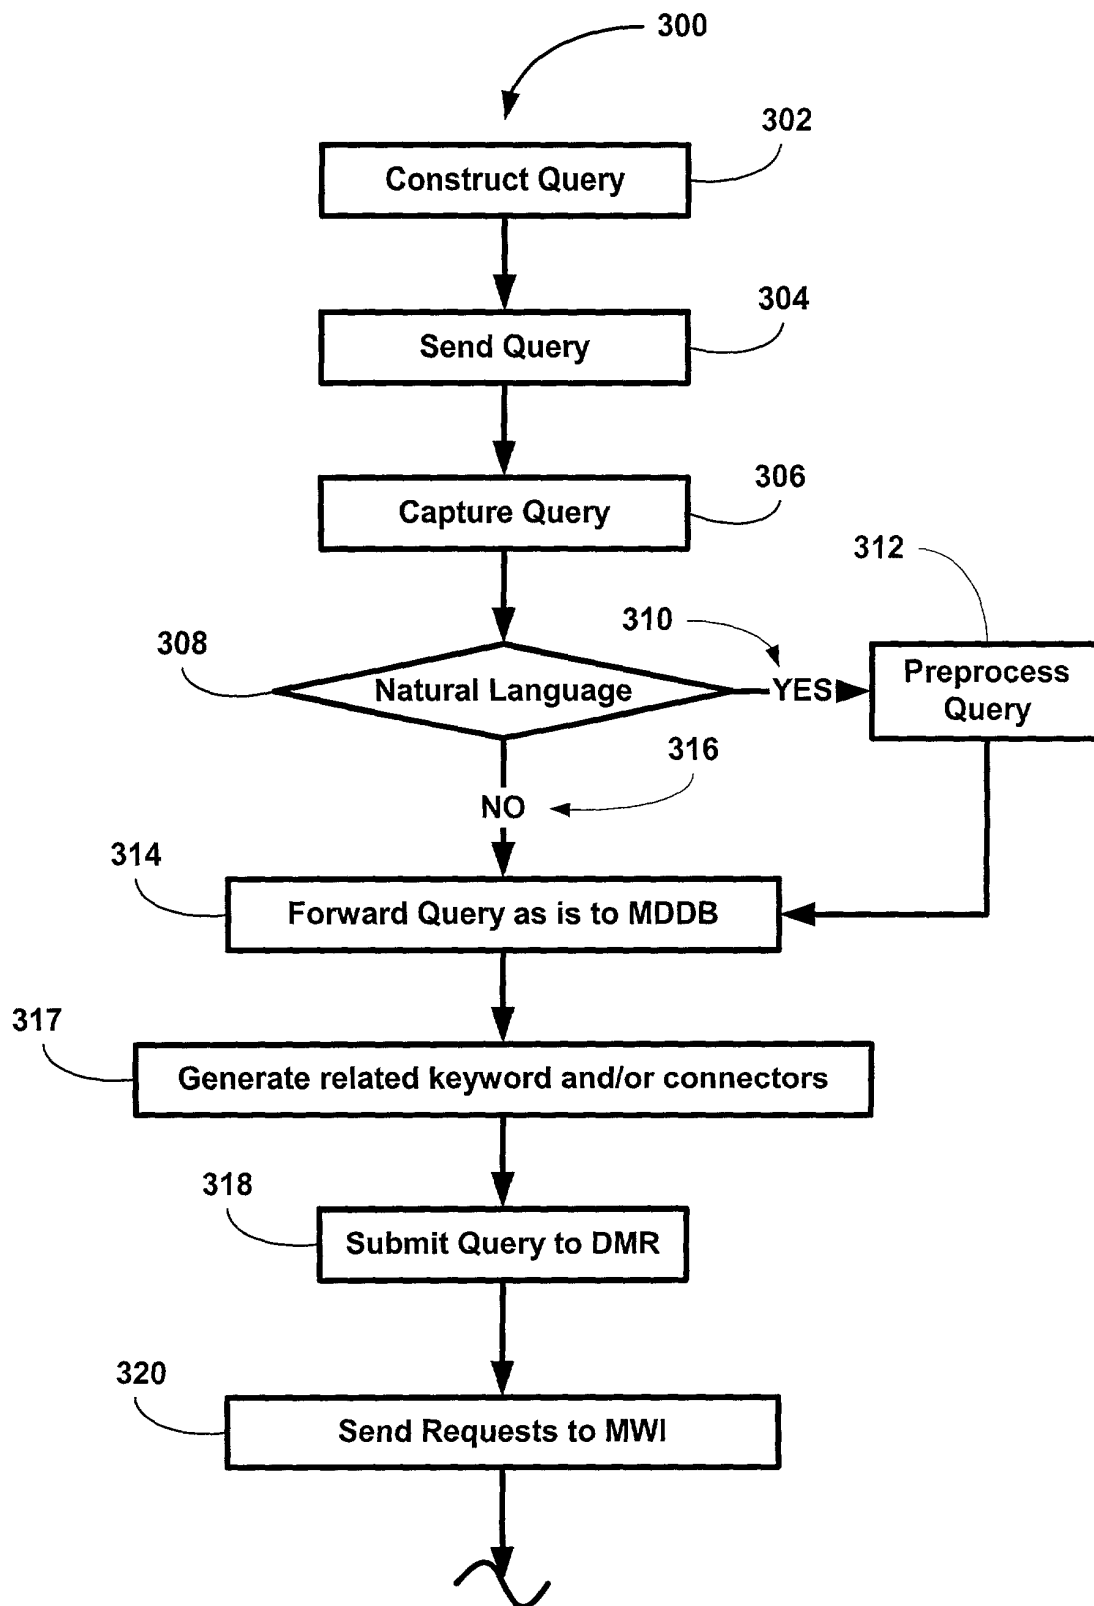 300
302
Construct Query
304
Send Query
306
Capture Query
312
310
308
Natural Language
YES
Preprocess
Query
316
NO
314
Forward Query as is to MDDB
317
Generate related keyword and/or connectors
318
Submit Query to DMR
320
Send Requests to MWI